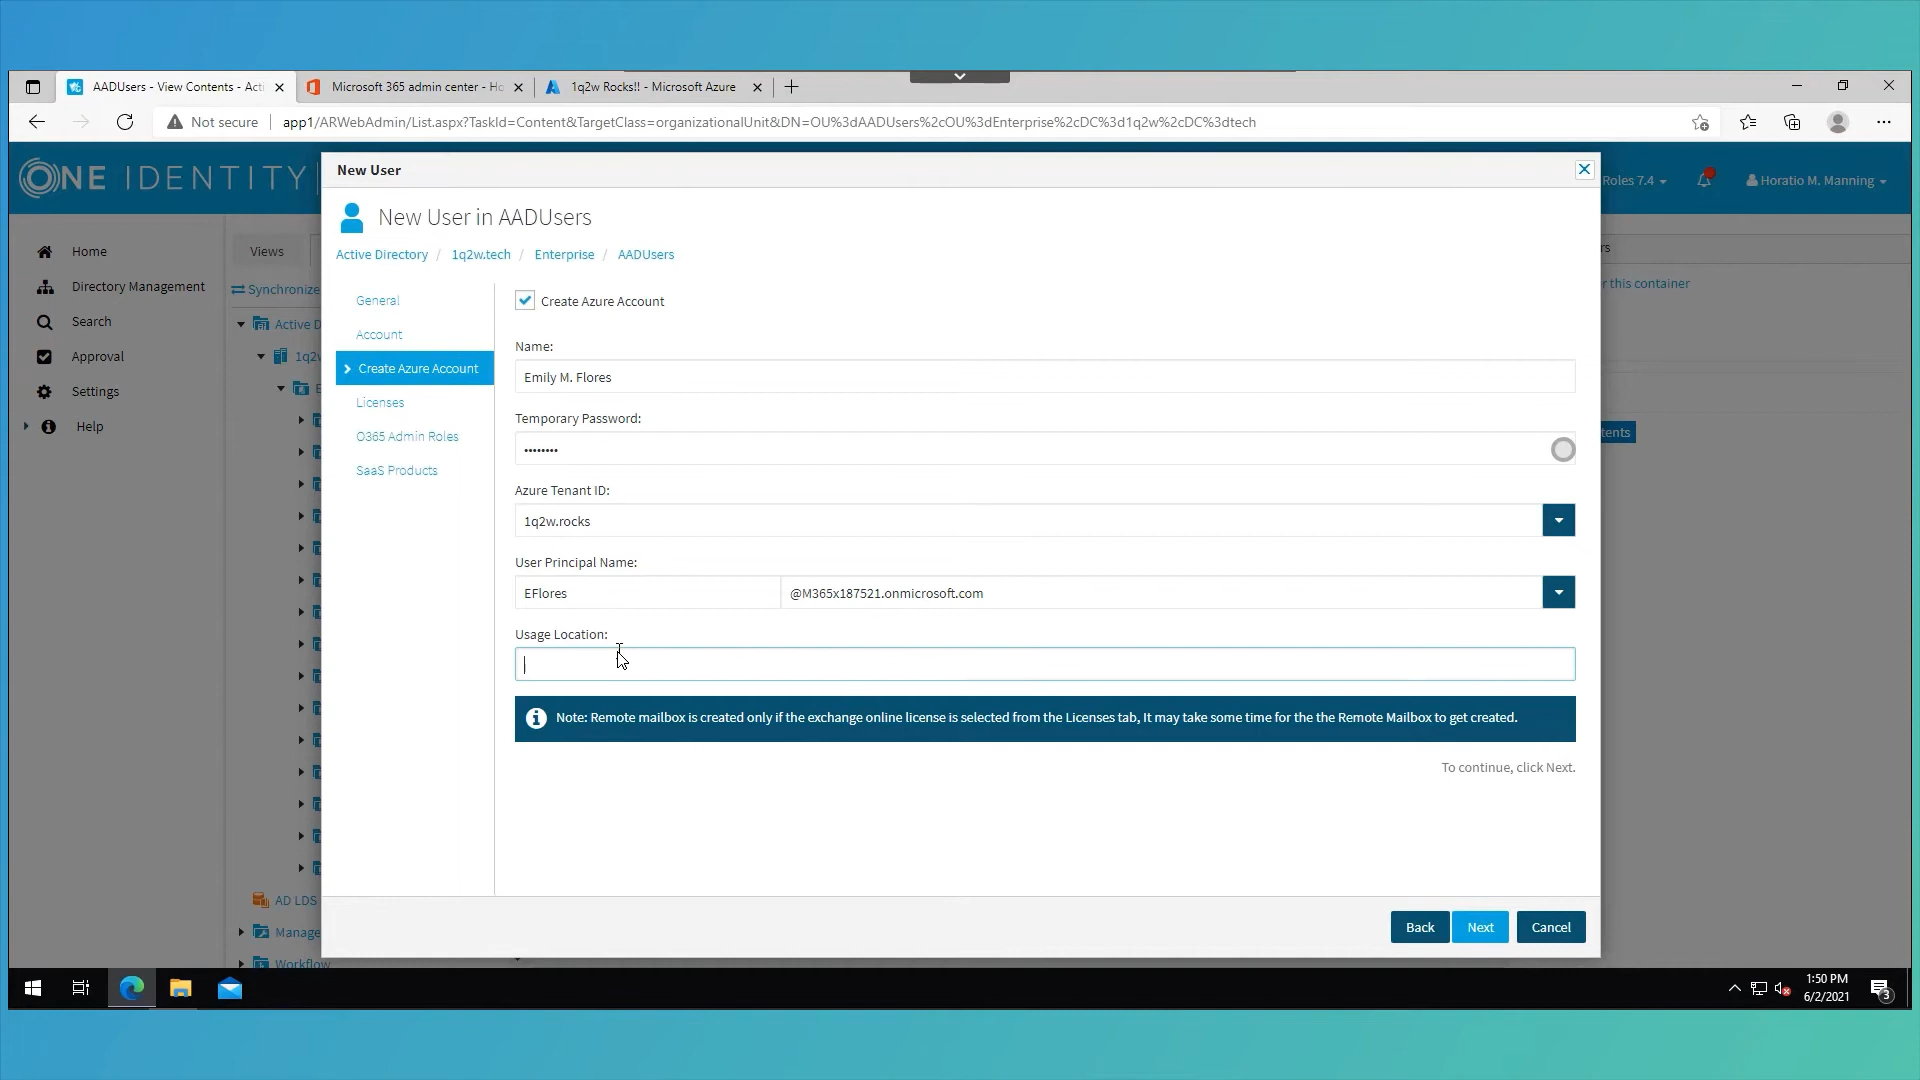 AADUsers - View Contents - Acti
Microsoft 365 admin center - Ho
1q2w Rocks!! - Microsoft Azure
Not secure
app1/ARWebAdmin/List.aspx?TaskId=Content&TargetClass=organizationalUnit&DN=OU%3dAADUsers%2cOU%3dEnterprise%2cDC%3d1q2w%2cDC%3dtech
ONE IDENTITY
Roles 7.4
Horatio M. Manning
Home
Directory Management
Search
Approval
Settings
Help
Views
Synchronize
Active D
1q2w
E
AD LDS
Manage
Workflow
New User
New User in AADUsers
Active Directory / 1q2w.tech / Enterprise / AADUsers
General
Account
Create Azure Account
Licenses
O365 Admin Roles
SaaS Products
Create Azure Account
Name:
Emily M. Flores
Temporary Password:
••••••••
Azure Tenant ID:
1q2w.rocks
User Principal Name:
EFlores
@M365x187521.onmicrosoft.com
Usage Location:
Note: Remote mailbox is created only if the exchange online license is selected from the Licenses tab, It may take some time for the the Remote Mailbox to get created.
To continue, click Next.
Back
Next
Cancel
rs
r this container
tents
1:50 PM
6/2/2021
3